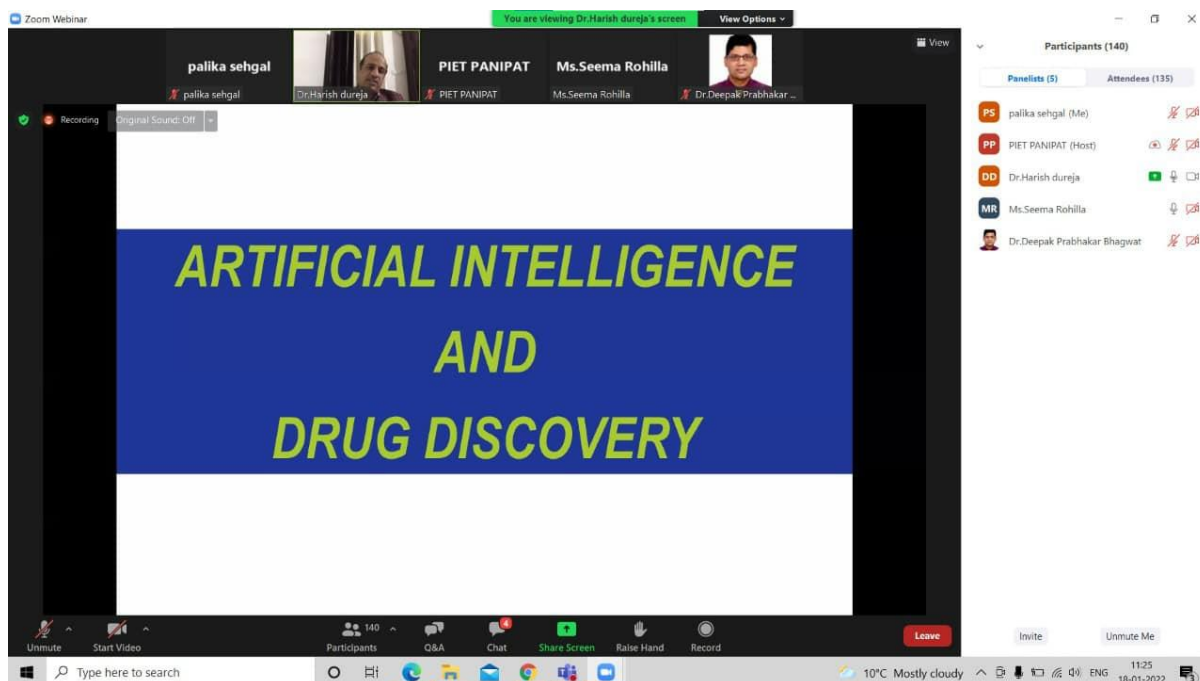 Zoom Webinar
You are viewing Dr.Harish dureja's screen View Options
View
palika sehgal
palika sehgal
Dr.Harish dureja
PIET PANIPAT
PIET PANIPAT
Ms.Seema Rohilla
Ms.Seema Rohilla
Dr.Deepak Prabhakar ...
Recording
Original Sound: Off
ARTIFICIAL INTELLIGENCE
AND
DRUG DISCOVERY
Participants (140)
Panelists (5) Attendees (135)
PS palika sehgal (Me)
PP PIET PANIPAT (Host)
DD Dr.Harish dureja
MR Ms.Seema Rohilla
Dr.Deepak Prabhakar Bhagwat
Invite Unmute Me
Unmute
Start Video
140
Participants
Q&A
4
Chat
Share Screen
Raise Hand
Record
Leave
Type here to search
10°C Mostly cloudy
ENG
11:25
18-01-2022